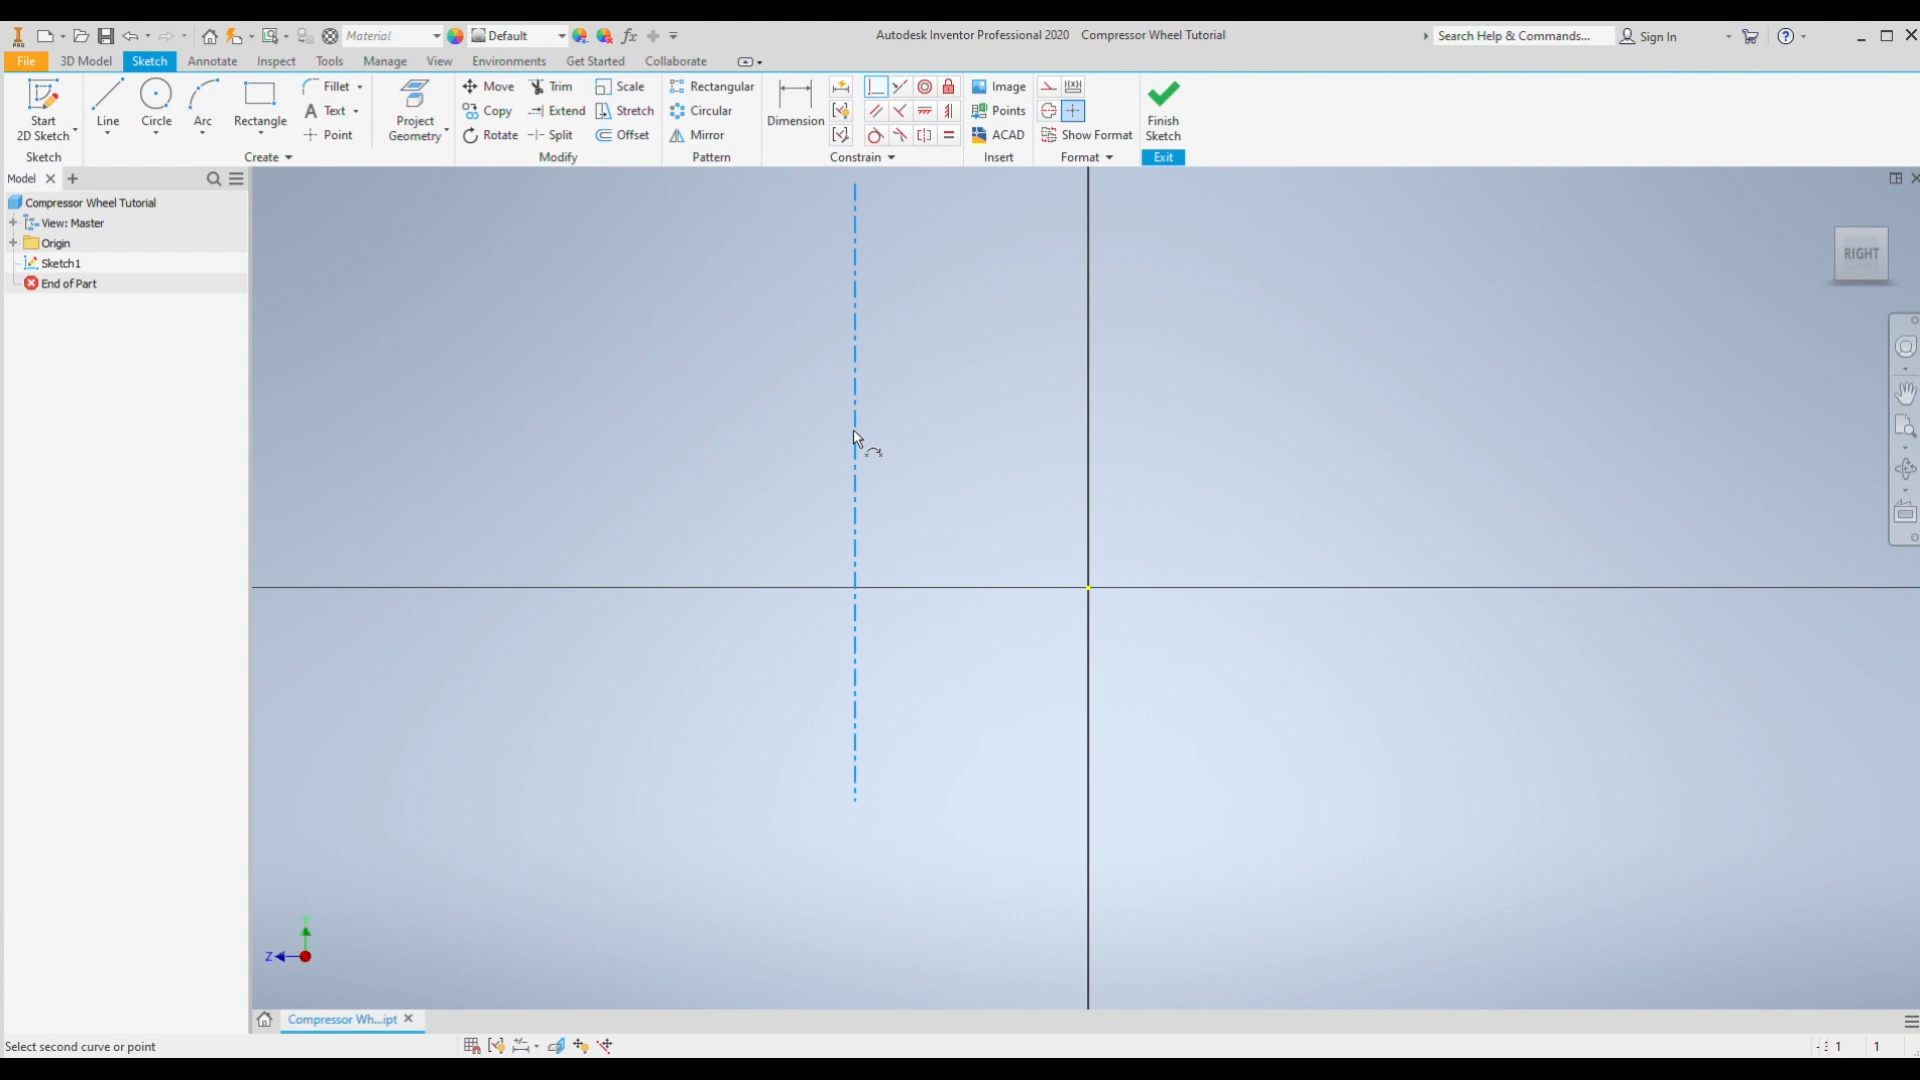 PRO
Material
Default
fx
Autodesk Inventor Professional 2020 Compressor Wheel Tutorial
Search Help & Commands...
Sign In
File
3D Model
Sketch
Annotate
Inspect
Tools
Manage
View
Environments
Get Started
Collaborate
Start
2D Sketch
Line
Circle
Arc
Rectangle
Fillet
Text
Point
Project
Geometry
Move
Copy
Rotate
Trim
Extend
Split
Scale
Stretch
Offset
Rectangular
Circular
Mirror
Dimension
Image
Points
ACAD
Show Format
Finish
Sketch
Sketch
Create
Modify
Pattern
Constrain
Insert
Format
Exit
Model
Compressor Wheel Tutorial
View: Master
Origin
Sketch1
End of Part
RIGHT
Z
Compressor Wh...ipt
Select second curve or point
1
1